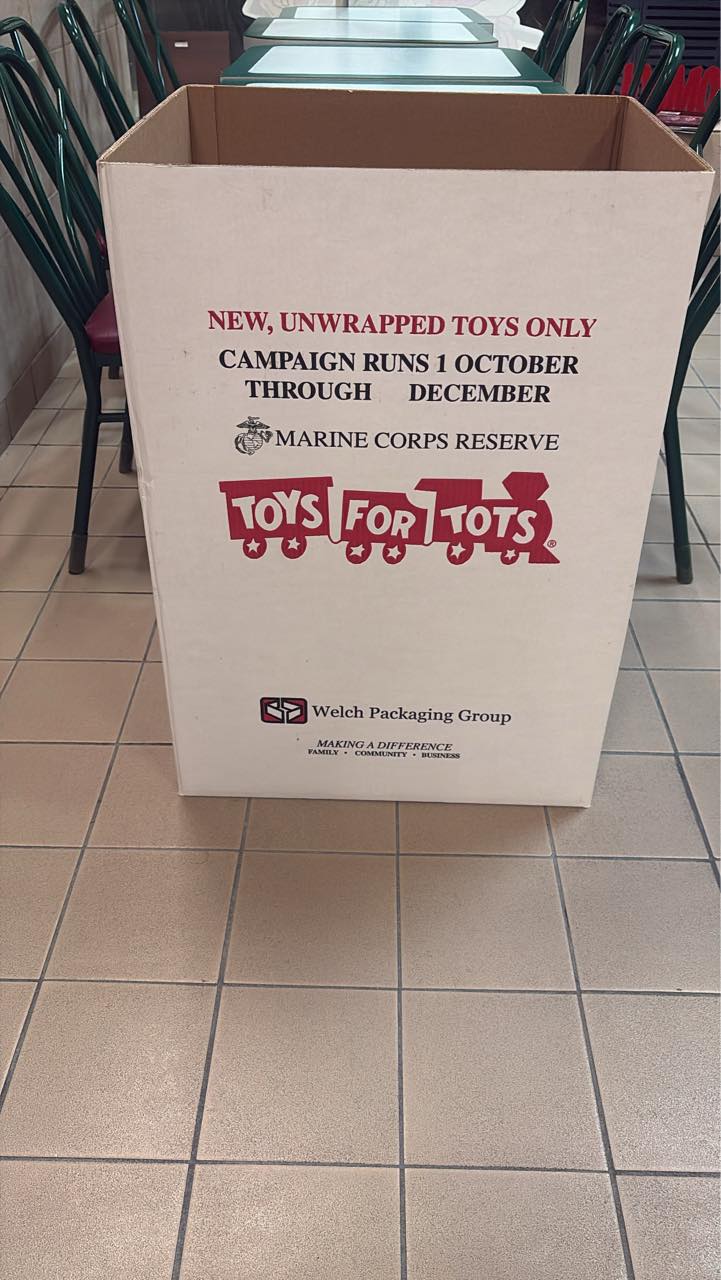 NEW, UNWRAPPED TOYS ONLY
CAMPAIGN RUNS 1 OCTOBER
THROUGH DECEMBER
MARINE CORPS RESERVE
TOYS FOR TOTS ®
Welch Packaging Group
MAKING A DIFFERENCE
FAMILY • COMMUNITY • BUSINESS